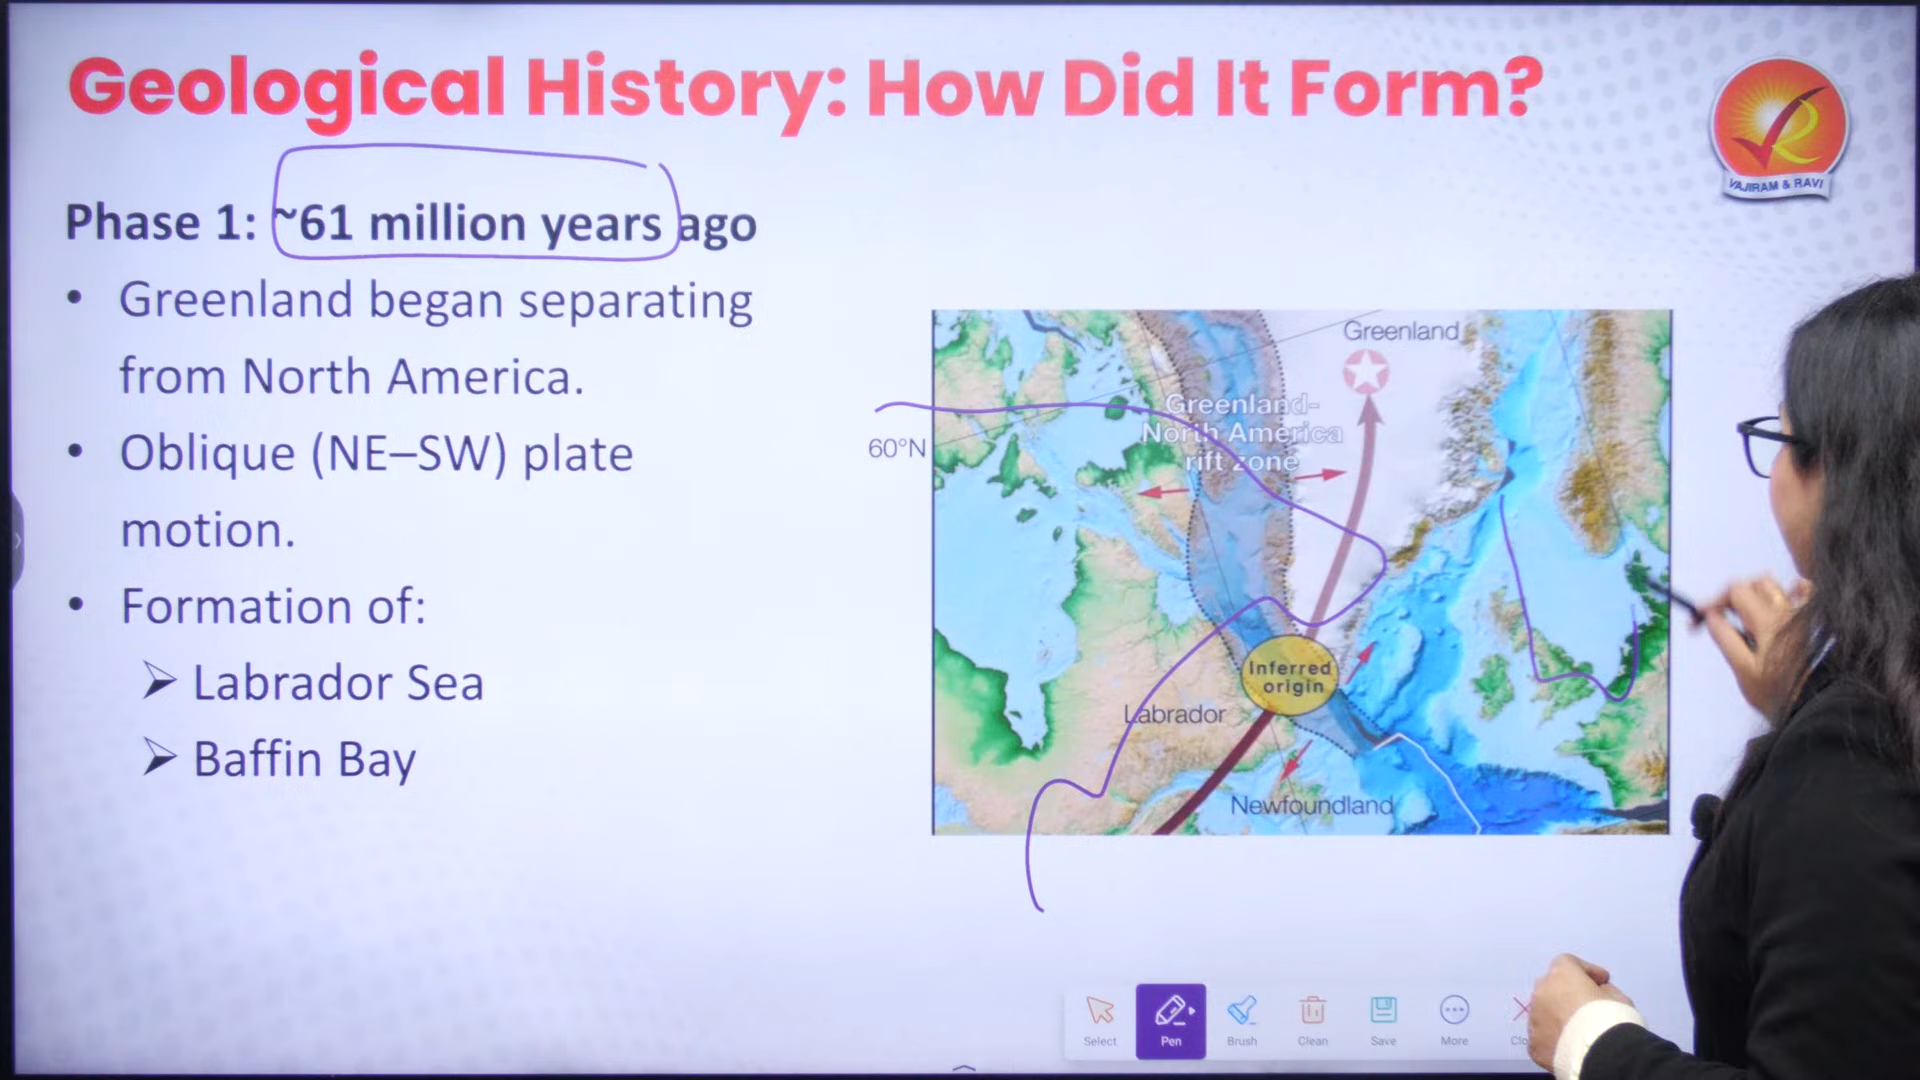 Geological History: How Did It Form?
VAJIRAM & RAVI
Phase 1: ~61 million years ago
• Greenland began separating
from North America.
• Oblique (NE–SW) plate
motion.
• Formation of:
➢ Labrador Sea
➢ Baffin Bay
Greenland
Greenland-
North America
rift zone
60°N
Inferred
origin
Labrador
Newfoundland
Select
Pen
Brush
Clean
Save
More